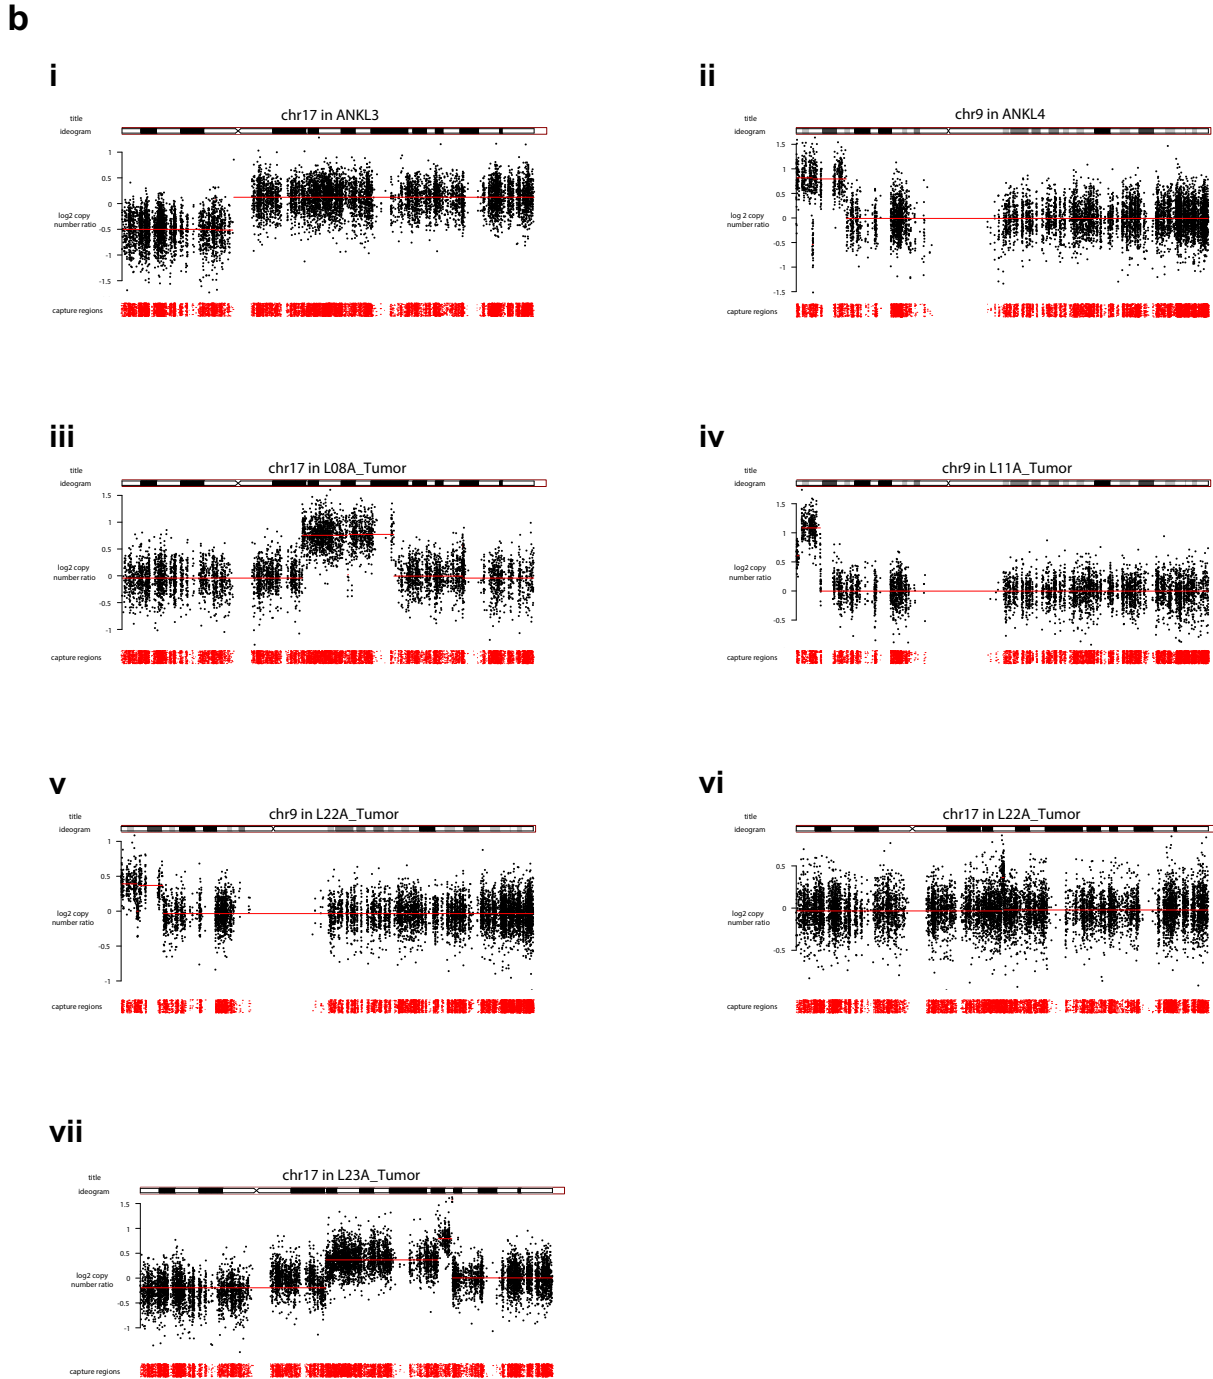 b
i
title
chr17 in ANKL3
ideogram
1
0.5
0
log2 copy
number ratio
-0.5
-1
-1.5
capture regions
ii
title
chr9 in ANKL4
ideogram
1.5
1
0.5
log 2 copy
number ratio
0
-0.5
-1
-1.5
capture regions
iii
title
chr17 in L08A_Tumor
ideogram
1.5
1
0.5
log2 copy
number ratio
0
-0.5
-1
capture regions
iv
title
chr9 in L11A_Tumor
ideogram
1.5
1
0.5
log2 copy
number ratio
0
-0.5
capture regions
v
title
chr9 in L22A_Tumor
ideogram
1
0.5
0
log2 copy
number ratio
-0.5
-1
capture regions
vi
title
chr17 in L22A_Tumor
ideogram
0.5
0
log2 copy
number ratio
-0.5
capture regions
vii
title
chr17 in L23A_Tumor
ideogram
1.5
1
0.5
0
log2 copy
number ratio
-0.5
-1
capture regions